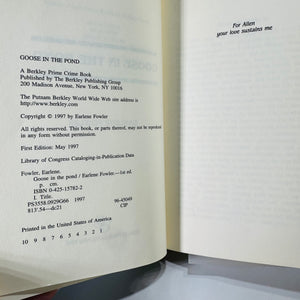 GOOSE IN THE POND
A Berkley Prime Crime Book
Published by The Berkley Publishing Group
200 Madison Avenue, New York, NY 10016
The Putnam Berkley World Wide Web site address is
http://www.berkley.com
Copyright © 1997 by Earlene Fowler
All rights reserved. This book, or parts thereof, may not be reproduced
in any form without permission.
First Edition: May 1997
Library of Congress Cataloging-in-Publication Data
Fowler, Earlene.
Goose in the pond / Earlene Fowler.—1st ed.
p. cm.
ISBN 0-425-15782-2
I. Title.
PS3558.O929G66 1997
813'.54—dc21
96-45049
CIP
Printed in the United States of America
10 9 8 7 6 5 4 3 2 1
For Allen
your love sustains me